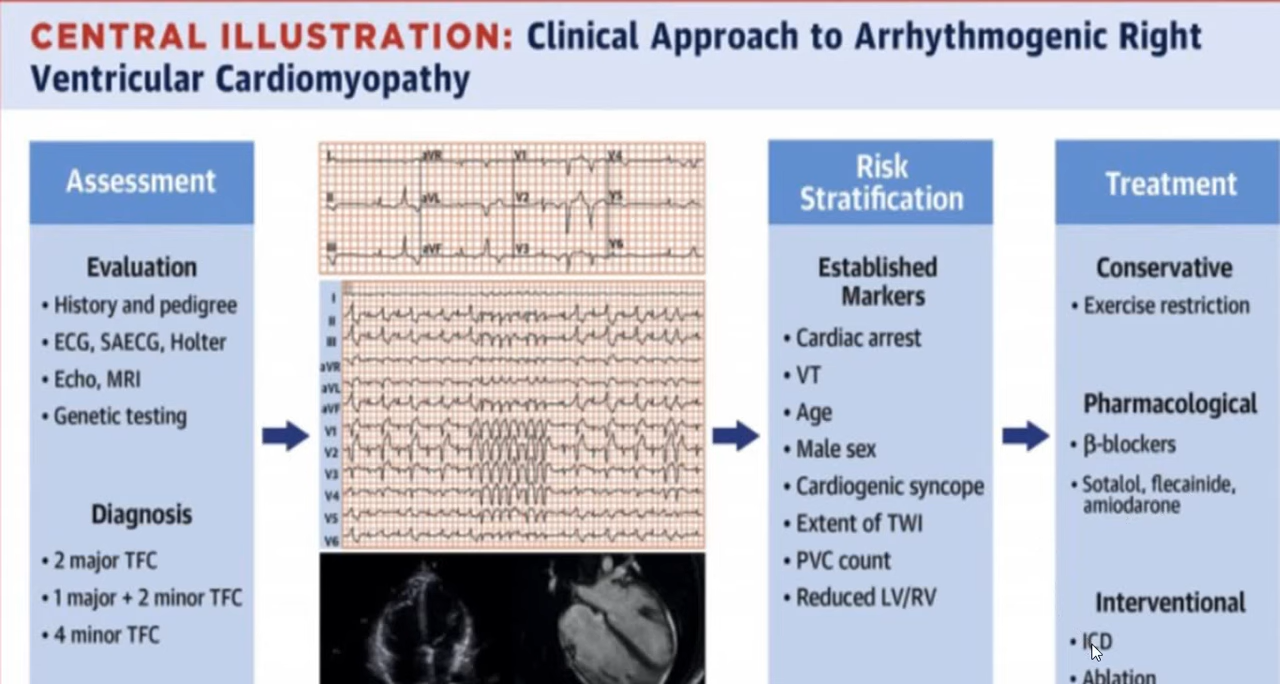 CENTRAL ILLUSTRATION: Clinical Approach to Arrhythmogenic Right
Ventricular Cardiomyopathy
Assessment
Evaluation
• History and pedigree
• ECG, SAECG, Holter
• Echo, MRI
• Genetic testing
Diagnosis
• 2 major TFC
• 1 major + 2 minor TFC
• 4 minor TFC
I aVR V1 V4
II aVL V2 V5
III aVF V3 V6
I
II
III
aVR
aVL
aVF
V1
V2
V3
V4
V5
V6
Risk
Stratification
Established
Markers
• Cardiac arrest
• VT
• Age
• Male sex
• Cardiogenic syncope
• Extent of TWI
• PVC count
• Reduced LV/RV
Treatment
Conservative
• Exercise restriction
Pharmacological
• β-blockers
• Sotalol, flecainide,
amiodarone
Interventional
• ICD
• Ablation